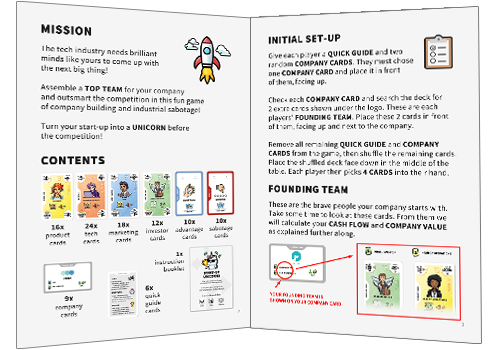 MISSION
The tech industry needs brilliant
minds like yours to come up with
the next big thing!
Assemble a TOP TEAM for your company
and outsmart the competition in this fun game
of company building and industrial sabotage!
Turn your start-up into a UNICORN before
the competition!
CONTENTS
16x
product
cards
24x
tech
cards
18x
marketing
cards
12x
investor
cards
10x
advantage
cards
10x
sabotage
cards
9x
company
cards
6x
quick
guide
cards
1x
instruction
booklet
INITIAL SET-UP
Give each player a QUICK GUIDE and two
random COMPANY CARDS. They must chose
one COMPANY CARD and place it in front
of them, facing up.
Check each COMPANY CARD and search the deck for
2 extra cards shown under the logo. These are each
players' FOUNDING TEAM. Place these 2 cards in front
of them, facing up and next to the company.
Remove all remaining QUICK GUIDE and COMPANY
CARDS from the game, then shuffle the remaining cards.
Place the shuffled deck face down in the middle of the
table. Each player then picks 4 CARDS into their hand.
FOUNDING TEAM
These are the brave people your company starts with.
Take some time to look at these cards. From them we
will calculate your CASH FLOW and COMPANY VALUE
as explained further along.
YOUR FOUNDING TEAM IS
SHOWN ON YOUR COMPANY CARD